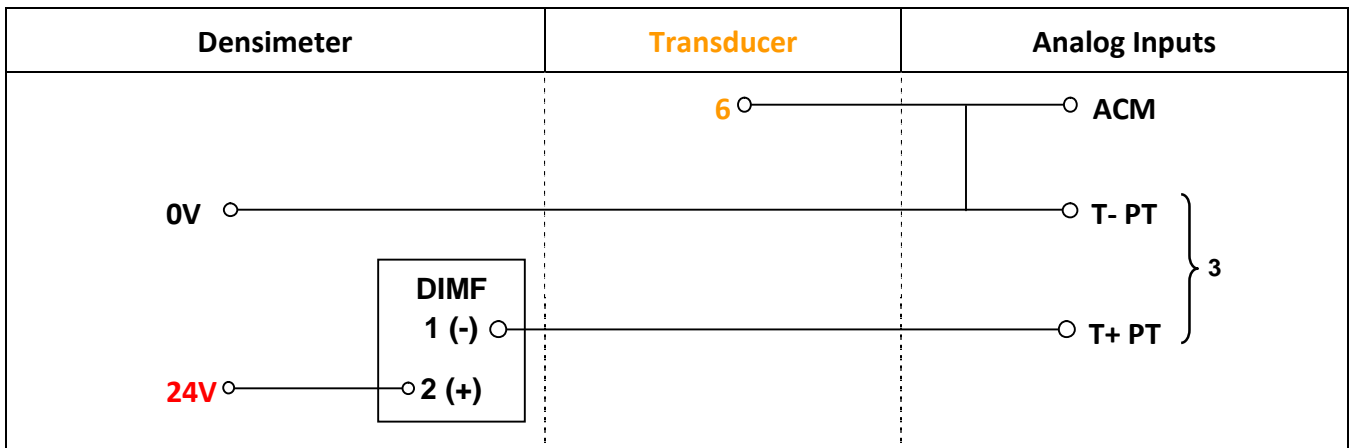 Densimeter Transducer Analog Inputs
6 ACM
0V T- PT
3
DIMF
1 (-) T+ PT
24V 2 (+)